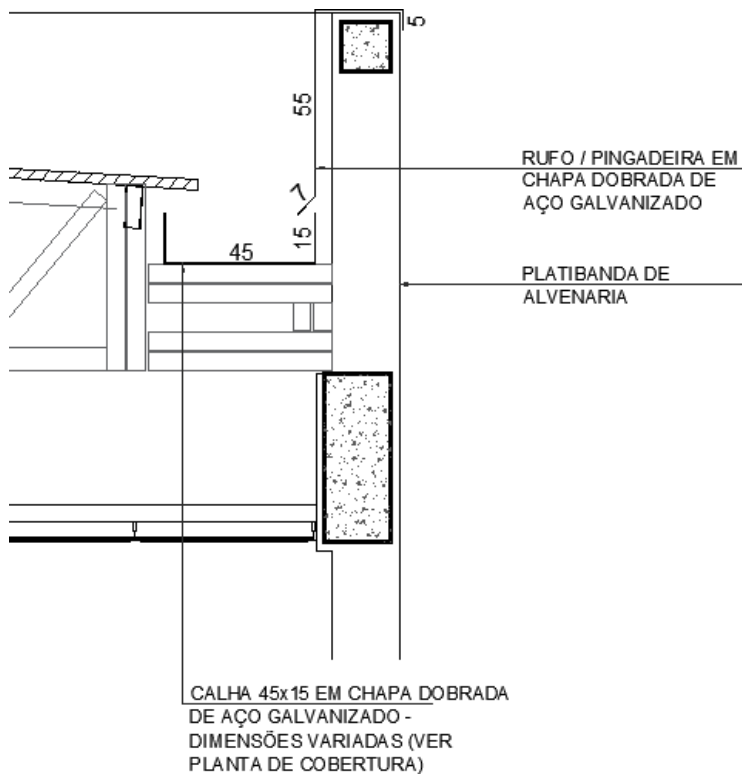 5
55
RUFO / PINGADEIRA EM
CHAPA DOBRADA DE
AÇO GALVANIZADO
7
15
45
PLATIBANDA DE
ALVENARIA
CALHA 45x15 EM CHAPA DOBRADA
DE AÇO GALVANIZADO -
DIMENSÕES VARIADAS (VER
PLANTA DE COBERTURA)